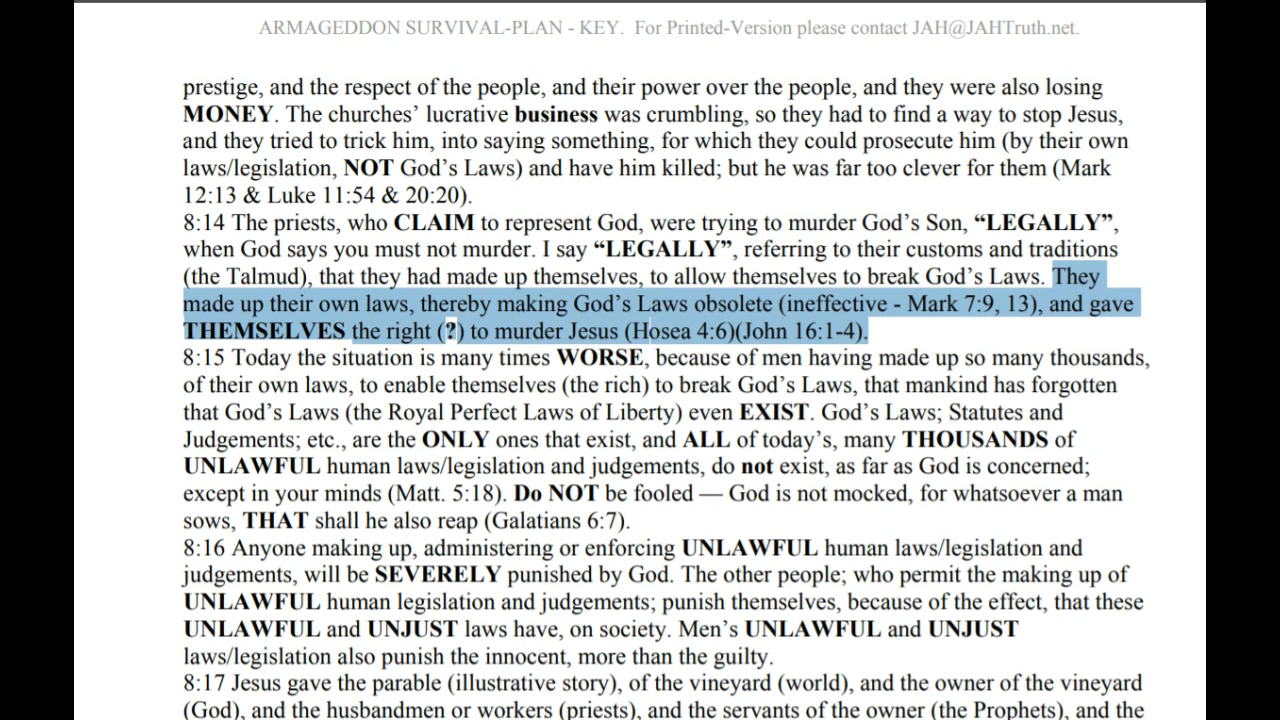 ARMAGEDDON SURVIVAL-PLAN - KEY.  For Printed-Version please contact JAH@JAHTruth.net.
prestige, and the respect of the people, and their power over the people, and they were also losing
MONEY. The churches’ lucrative business was crumbling, so they had to find a way to stop Jesus,
and they tried to trick him, into saying something, for which they could prosecute him (by their own
laws/legislation, NOT God’s Laws) and have him killed; but he was far too clever for them (Mark
12:13 & Luke 11:54 & 20:20).
8:14 The priests, who CLAIM to represent God, were trying to murder God’s Son, “LEGALLY”,
when God says you must not murder. I say “LEGALLY”, referring to their customs and traditions
(the Talmud), that they had made up themselves, to allow themselves to break God’s Laws. They
made up their own laws, thereby making God’s Laws obsolete (ineffective - Mark 7:9, 13), and gave
THEMSELVES the right (?) to murder Jesus (Hosea 4:6)(John 16:1-4).
8:15 Today the situation is many times WORSE, because of men having made up so many thousands,
of their own laws, to enable themselves (the rich) to break God’s Laws, that mankind has forgotten
that God’s Laws (the Royal Perfect Laws of Liberty) even EXIST. God’s Laws; Statutes and
Judgements; etc., are the ONLY ones that exist, and ALL of today’s, many THOUSANDS of
UNLAWFUL human laws/legislation and judgements, do not exist, as far as God is concerned;
except in your minds (Matt. 5:18). Do NOT be fooled — God is not mocked, for whatsoever a man
sows, THAT shall he also reap (Galatians 6:7).
8:16 Anyone making up, administering or enforcing UNLAWFUL human laws/legislation and
judgements, will be SEVERELY punished by God. The other people; who permit the making up of
UNLAWFUL human legislation and judgements; punish themselves, because of the effect, that these
UNLAWFUL and UNJUST laws have, on society. Men’s UNLAWFUL and UNJUST
laws/legislation also punish the innocent, more than the guilty.
8:17 Jesus gave the parable (illustrative story), of the vineyard (world), and the owner of the vineyard
(God), and the husbandmen or workers (priests), and the servants of the owner (the Prophets), and the